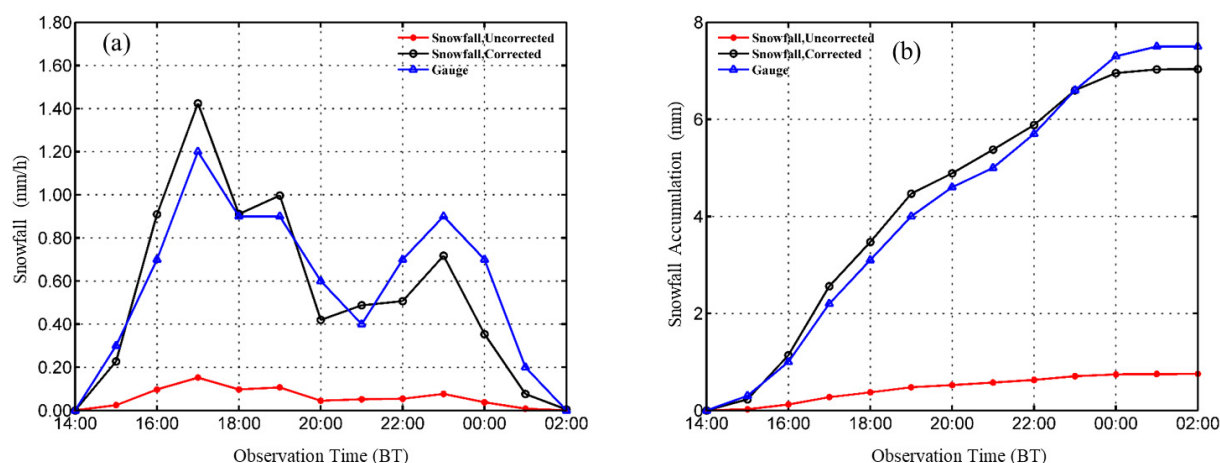 (a)
Snowfall,Uncorrected
Snowfall,Corrected
Gauge
1.80
1.60
1.40
1.20
1.00
0.80
0.60
0.40
0.20
0.00
Snowfall (mm/h)
14:00 16:00 18:00 20:00 22:00 00:00 02:00
Observation Time (BT)
(b)
Snowfall,Uncorrected
Snowfall,Corrected
Gauge
8
6
4
2
0
Snowfall Accumulation (mm)
14:00 16:00 18:00 20:00 22:00 00:00 02:00
Observation Time (BT)